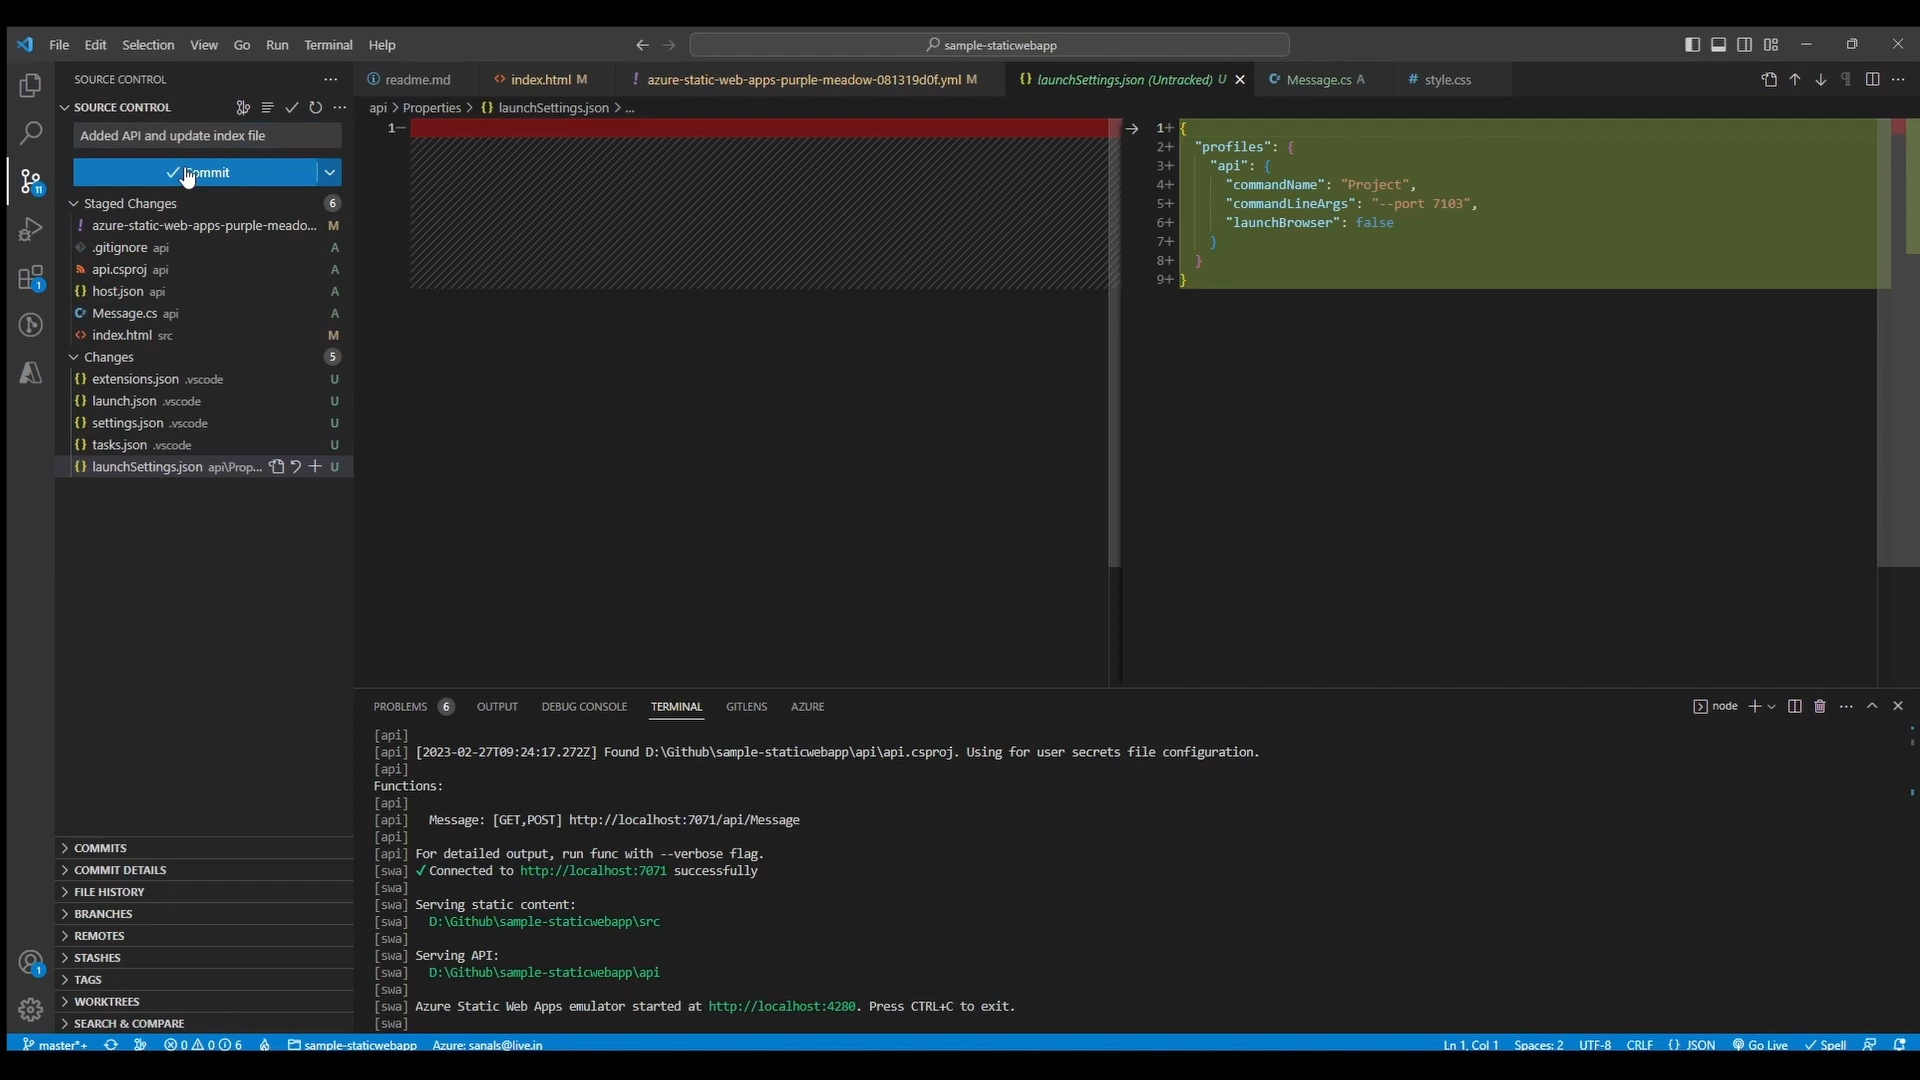 File Edit Selection View Go Run Terminal Help
sample-staticwebapp
SOURCE CONTROL
SOURCE CONTROL
Added API and update index file
ommit
Staged Changes 6
azure-static-web-apps-purple-meado... M
.gitignore api A
api.csproj api A
host.json api A
Message.cs api A
index.html src M
Changes 5
extensions.json .vscode U
launch.json .vscode U
settings.json .vscode U
tasks.json .vscode U
launchSettings.json api\Prop... U
COMMITS
COMMIT DETAILS
FILE HISTORY
BRANCHES
REMOTES
STASHES
TAGS
WORKTREES
SEARCH & COMPARE
11
1
1
readme.md
index.html M
azure-static-web-apps-purple-meadow-081319d0f.yml M
launchSettings.json (Untracked) U
Message.cs A
style.css
api > Properties > {} launchSettings.json > ...
1−
1+ {
2+ "profiles": {
3+ "api": {
4+ "commandName": "Project",
5+ "commandLineArgs": "--port 7103",
6+ "launchBrowser": false
7+ }
8+ }
9+ }
PROBLEMS 6 OUTPUT DEBUG CONSOLE TERMINAL GITLENS AZURE
node
[api]
[api] [2023-02-27T09:24:17.272Z] Found D:\Github\sample-staticwebapp\api\api.csproj. Using for user secrets file configuration.
[api]
Functions:
[api]
[api] Message: [GET,POST] http://localhost:7071/api/Message
[api]
[api] For detailed output, run func with --verbose flag.
[swa] ✓Connected to http://localhost:7071 successfully
[swa]
[swa] Serving static content:
[swa] D:\Github\sample-staticwebapp\src
[swa]
[swa] Serving API:
[swa] D:\Github\sample-staticwebapp\api
[swa]
[swa] Azure Static Web Apps emulator started at http://localhost:4280. Press CTRL+C to exit.
[swa]
master*+ 0 0 6 sample-staticwebapp Azure: sanals@live.in
Ln 1, Col 1 Spaces: 2 UTF-8 CRLF {} JSON Go Live Spell